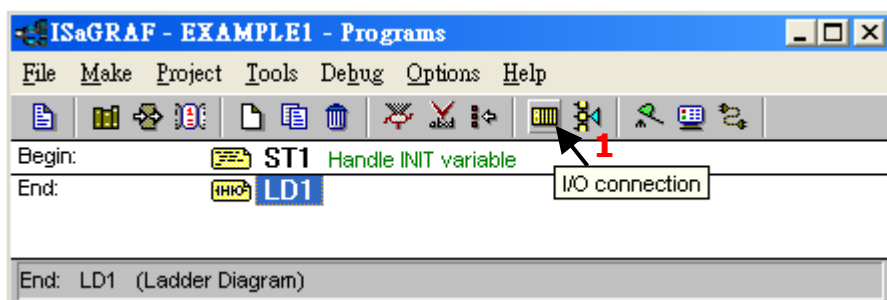 ISaGRAF - EXAMPLE1 - Programs
File Make Project Tools Debug Options Help
1
Begin: ST1 Handle INIT variable
End: LD1
I/O connection
End: LD1 (Ladder Diagram)